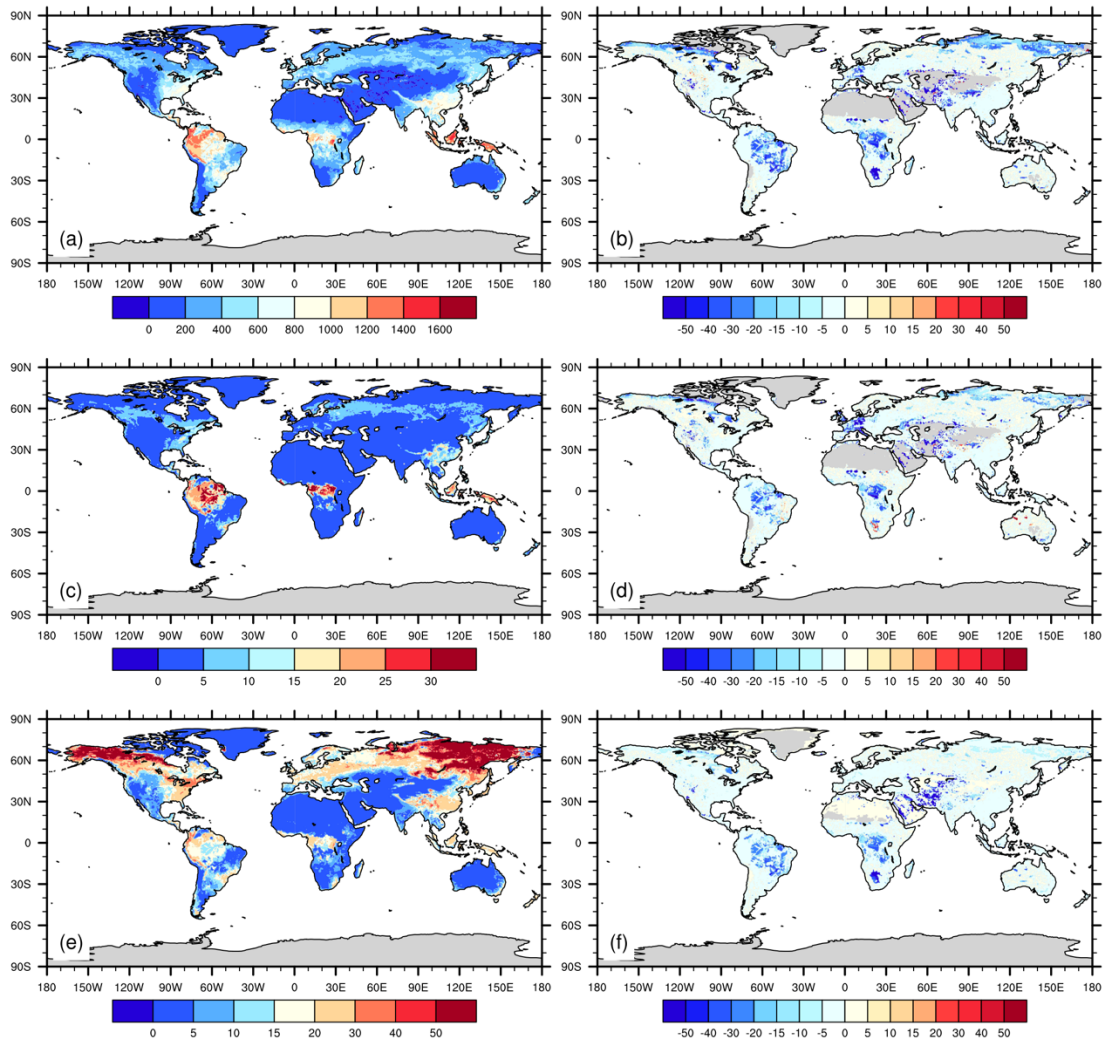 90N 90N
60N 60N
30N 30N
0 0
30S 30S
60S 60S
(a) (b)
90S 90S
180 150W 120W 90W 60W 30W 0 30E 60E 90E 120E 150E 180 180 150W 120W 90W 60W 30W 0 30E 60E 90E 120E 150E 180
0 200 400 600 800 1000 1200 1400 1600 -50 -40 -30 -20 -15 -10 -5 0 5 10 15 20 30 40 50
90N 90N
60N 60N
30N 30N
0 0
30S 30S
60S 60S
(c) (d)
90S 90S
180 150W 120W 90W 60W 30W 0 30E 60E 90E 120E 150E 180 180 150W 120W 90W 60W 30W 0 30E 60E 90E 120E 150E 180
0 5 10 15 20 25 30 -50 -40 -30 -20 -15 -10 -5 0 5 10 15 20 30 40 50
90N 90N
60N 60N
30N 30N
0 0
30S 30S
60S 60S
(e) (f)
90S 90S
180 150W 120W 90W 60W 30W 0 30E 60E 90E 120E 150E 180 180 150W 120W 90W 60W 30W 0 30E 60E 90E 120E 150E 180
0 5 10 15 20 30 40 50 -50 -40 -30 -20 -15 -10 -5 0 5 10 15 20 30 40 50